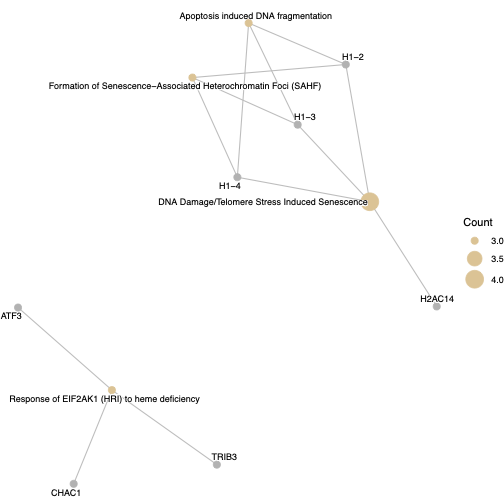 Apoptosis induced DNA fragmentation
H1−2
Formation of Senescence−Associated Heterochromatin Foci (SAHF)
H1−3
H1−4
DNA Damage/Telomere Stress Induced Senescence
Count
3.0
3.5
4.0
H2AC14
ATF3
Response of EIF2AK1 (HRI) to heme deficiency
TRIB3
CHAC1